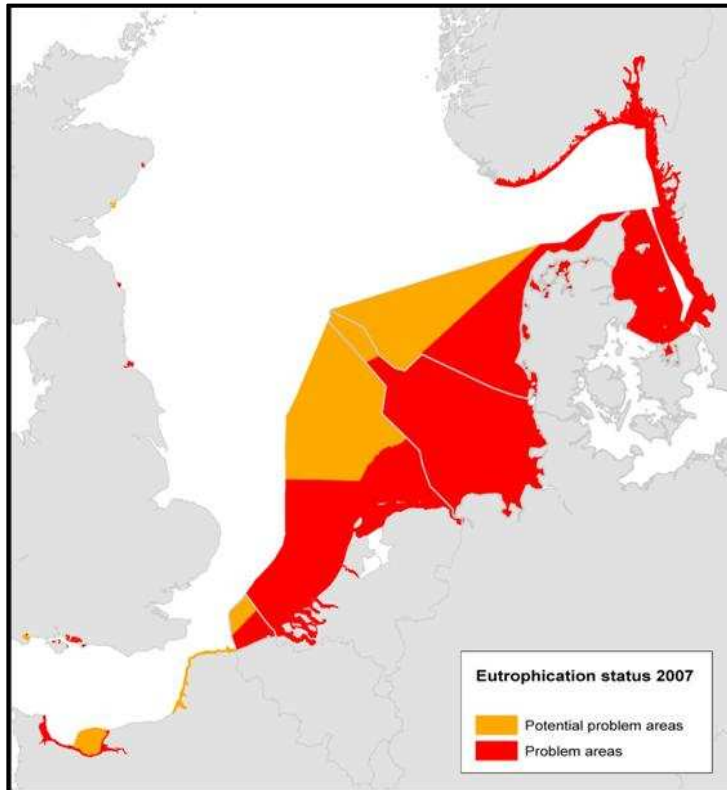 Eutrophication status 2007
Potential problem areas
Problem areas